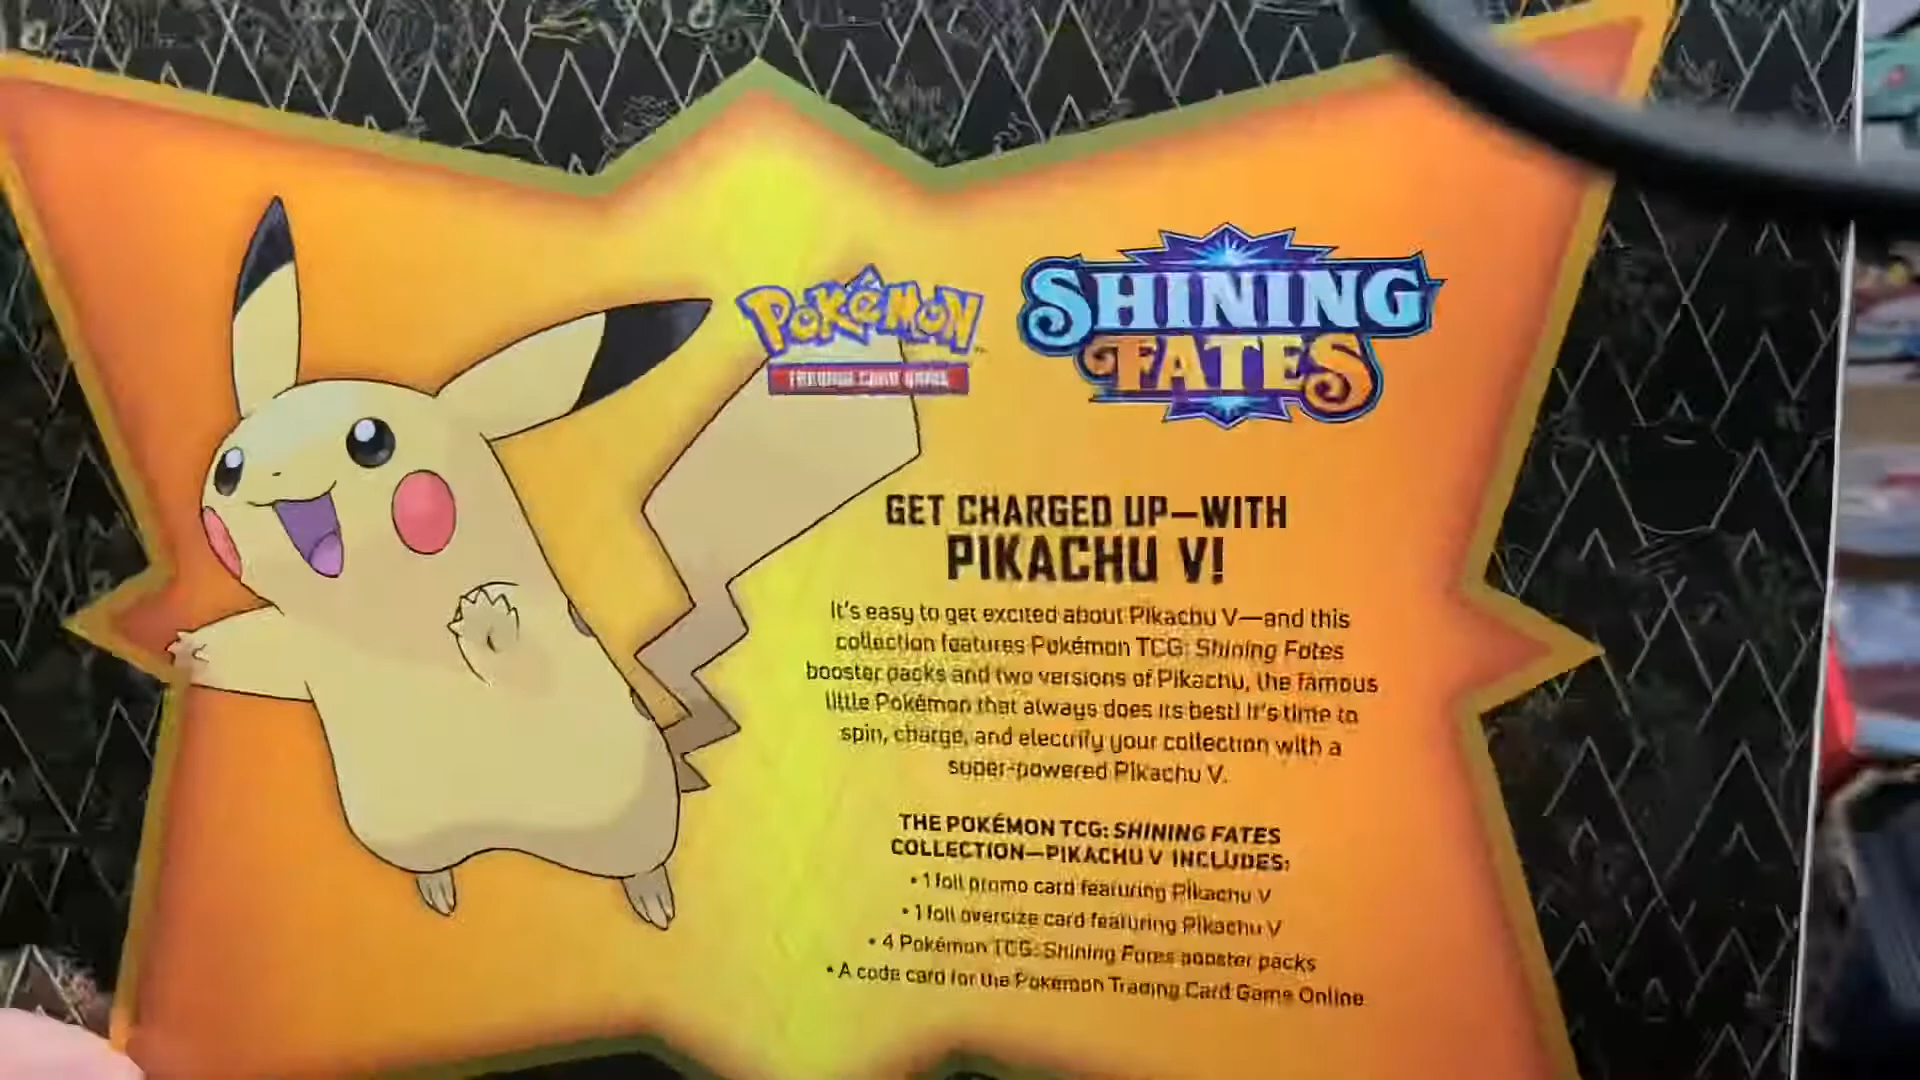 Pokémon
TRADING CARD GAME
SHINING
FATES
GET CHARGED UP—WITH
PIKACHU V!
It's easy to get excited about Pikachu V—and this
collection features Pokémon TCG: Shining Fates
booster packs and two versions of Pikachu, the famous
little Pokémon that always does its best! It's time to
spin, charge, and electrify your collection with a
super-powered Pikachu V.
THE POKÉMON TCG: SHINING FATES
COLLECTION—PIKACHU V INCLUDES:
• 1 foil promo card featuring Pikachu V
• 1 foil oversize card featuring Pikachu V
• 4 Pokémon TCG: Shining Fates booster packs
• A code card for the Pokémon Trading Card Game Online